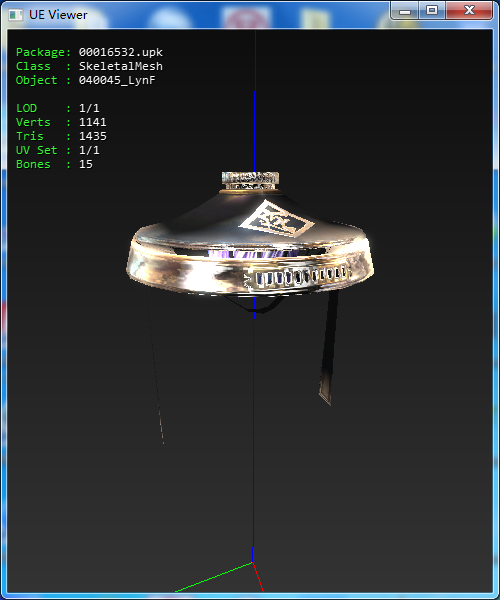 UE Viewer
Package: 00016532.upk
Class : SkeletalMesh
Object : 040045_LynF
LOD : 1/1
Verts : 1141
Tris : 1435
UV Set : 1/1
Bones : 15